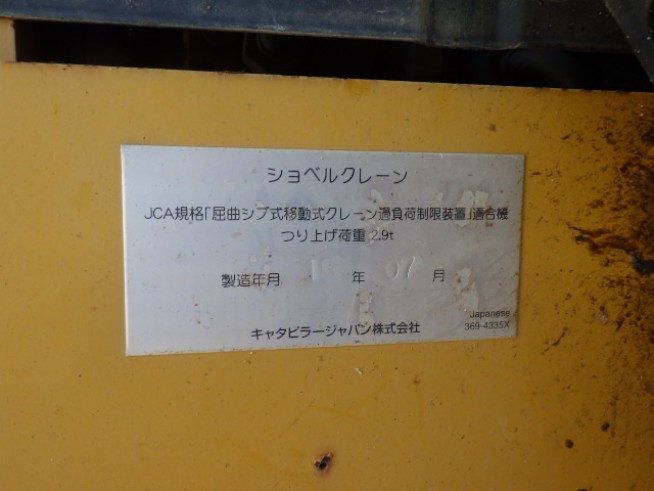 ショベルクレーン
JCA規格「屈曲ジブ式移動式クレーン過負荷制限装置」適合機
つり上げ荷重 2.9t
製造年月 年 10 月
キャタピラージャパン株式会社
Japanese
369-4335X